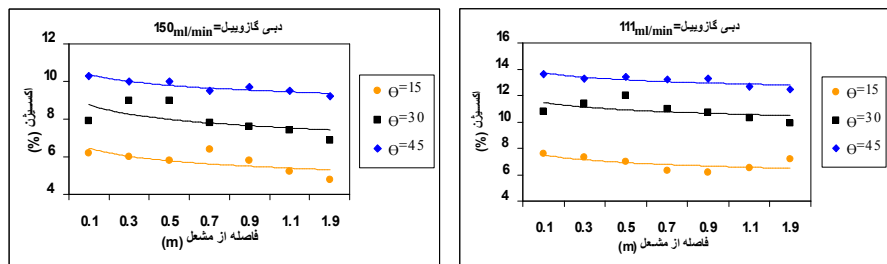 دبی گازوییل=150ml/min
12
10
8
6
4
اکسیژن (%)
0.1 0.3 0.5 0.7 0.9 1.1 1.9
فاصله از مشعل (m)
Θ=15
Θ=30
Θ=45
دبی گازوییل=111ml/min
16
14
12
10
8
6
4
اکسیژن (%)
0.1 0.3 0.5 0.7 0.9 1.1 1.9
فاصله از مشعل (m)
Θ=15
Θ=30
Θ=45